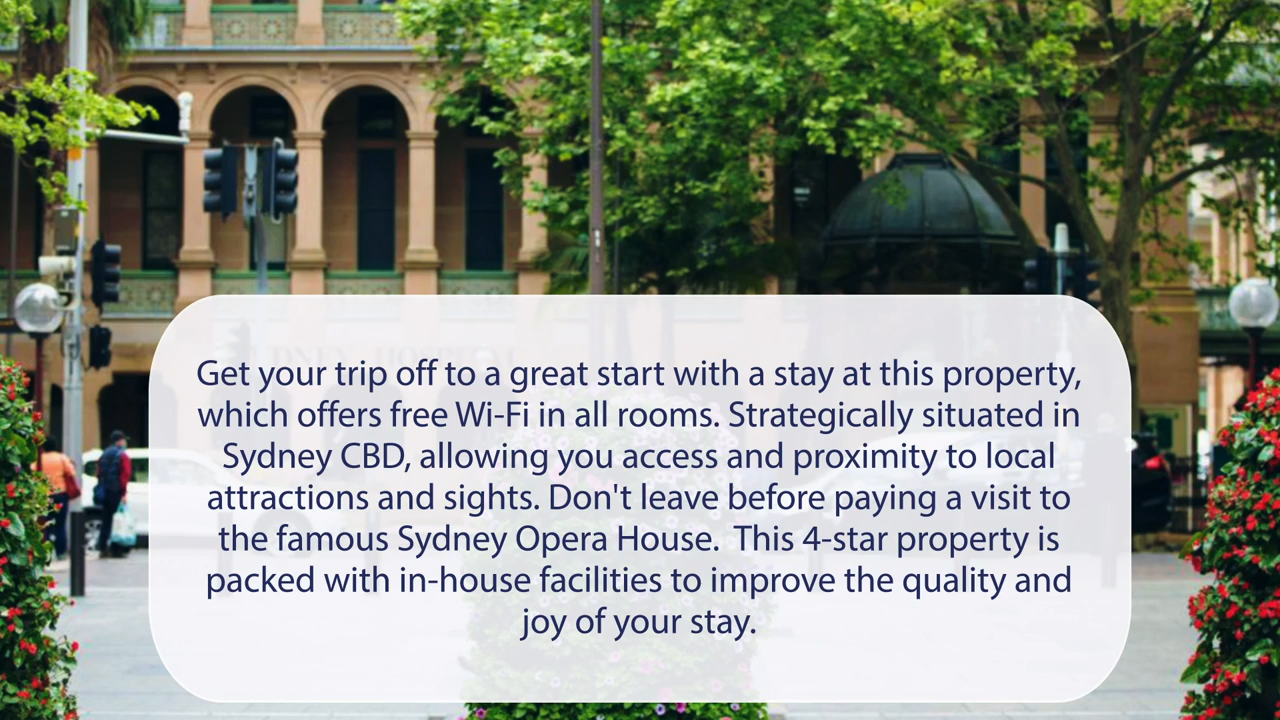 Get your trip off to a great start with a stay at this property,
which offers free Wi-Fi in all rooms. Strategically situated in
Sydney CBD, allowing you access and proximity to local
attractions and sights. Don't leave before paying a visit to
the famous Sydney Opera House.  This 4-star property is
packed with in-house facilities to improve the quality and
joy of your stay.